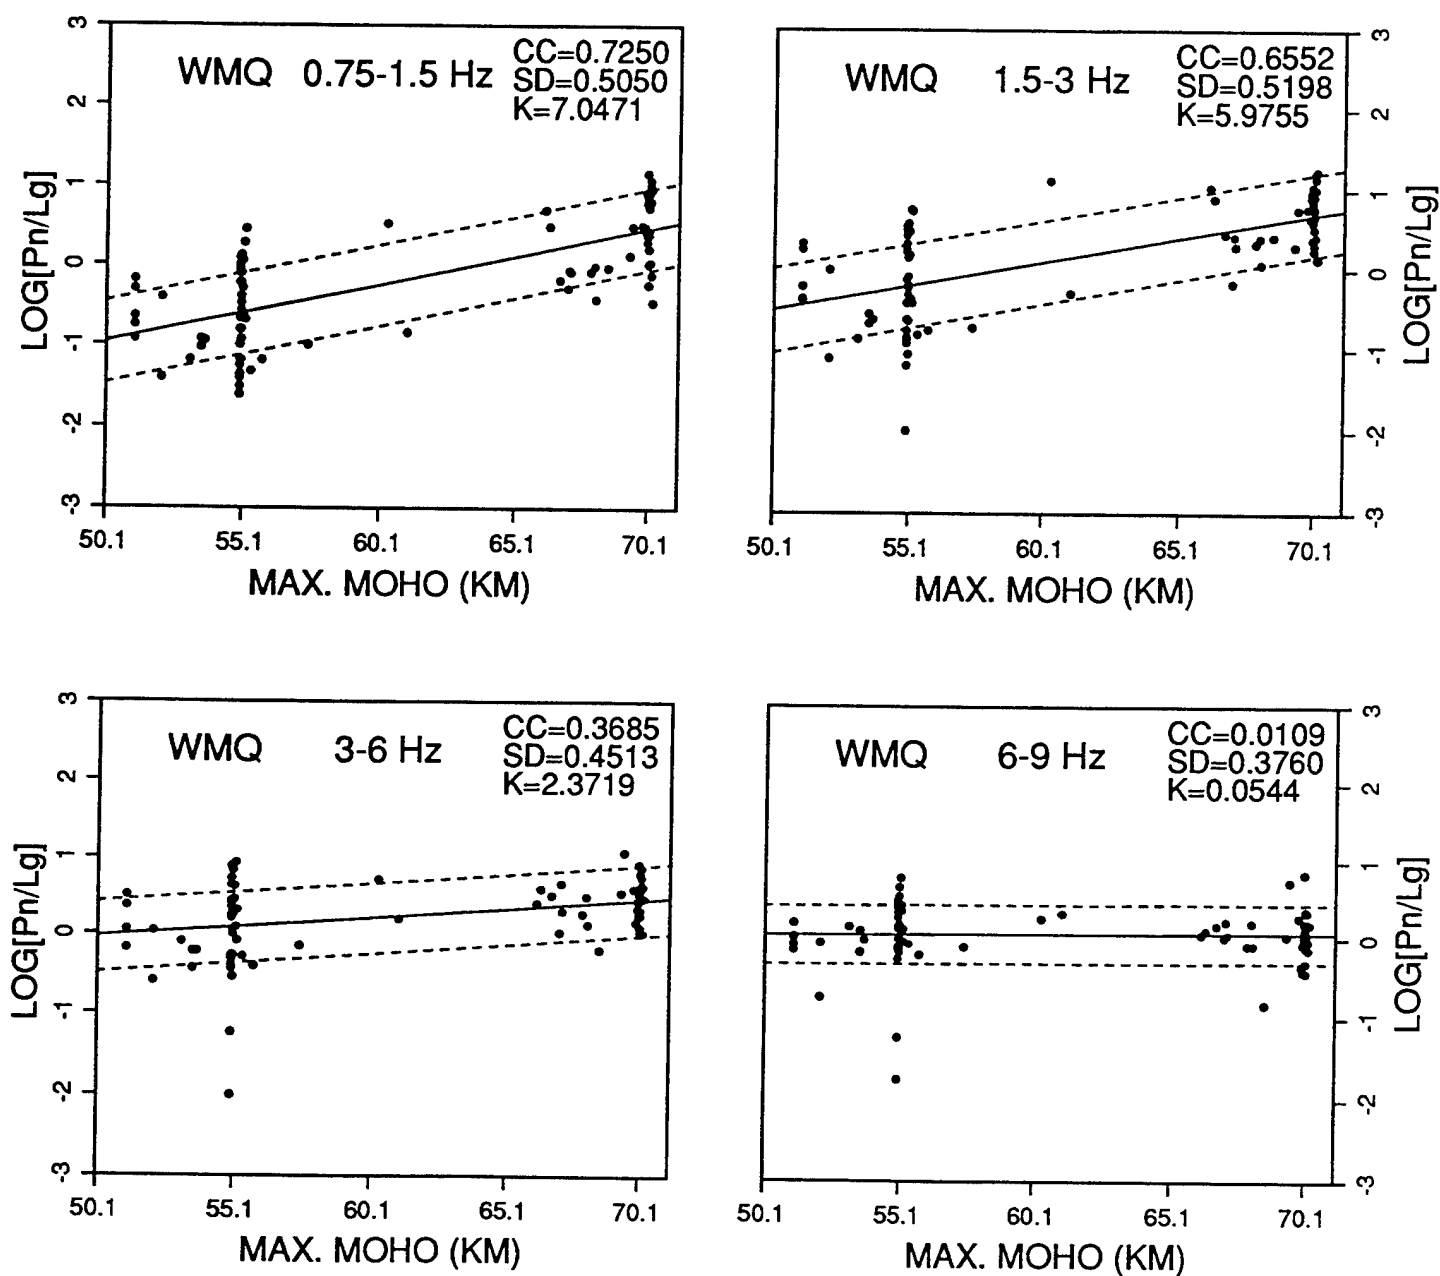 WMQ 0.75-1.5 Hz
CC=0.7250
SD=0.5050
K=7.0471
LOG[Pn/Lg]
3
2
1
0
-1
-2
-3
50.1 55.1 60.1 65.1 70.1
MAX. MOHO (KM)
WMQ 1.5-3 Hz
CC=0.6552
SD=0.5198
K=5.9755
3
2
1
0
-1
-2
-3
LOG[Pn/Lg]
50.1 55.1 60.1 65.1 70.1
MAX. MOHO (KM)
WMQ 3-6 Hz
CC=0.3685
SD=0.4513
K=2.3719
LOG[Pn/Lg]
3
2
1
0
-1
-2
-3
50.1 55.1 60.1 65.1 70.1
MAX. MOHO (KM)
WMQ 6-9 Hz
CC=0.0109
SD=0.3760
K=0.0544
3
2
1
0
-1
-2
-3
LOG[Pn/Lg]
50.1 55.1 60.1 65.1 70.1
MAX. MOHO (KM)